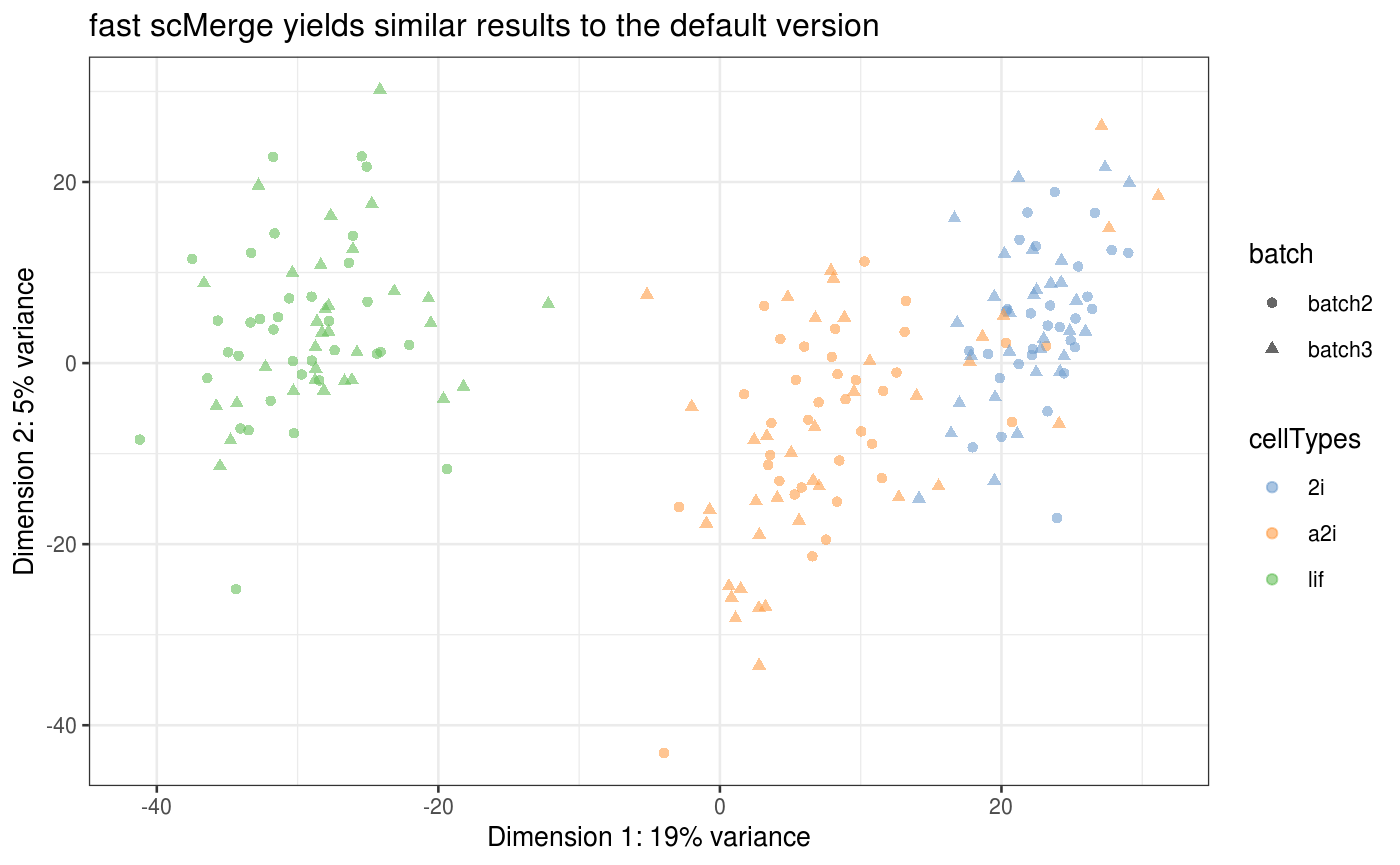 fast scMerge yields similar results to the default version
Dimension 2: 5% variance
20
0
-20
-40
-40
-20
0
20
Dimension 1: 19% variance
batch
batch2
batch3
cellTypes
2i
a2i
lif